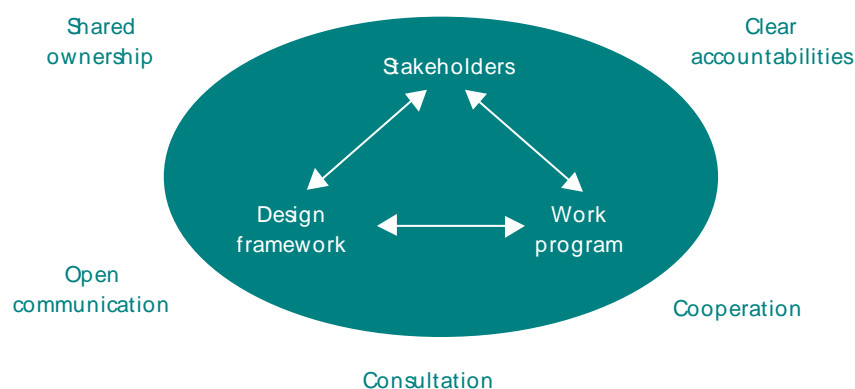 Shared
ownership
Clear
accountabilities
Stakeholders
Design
framework
Work
program
Open
communication
Cooperation
Consultation